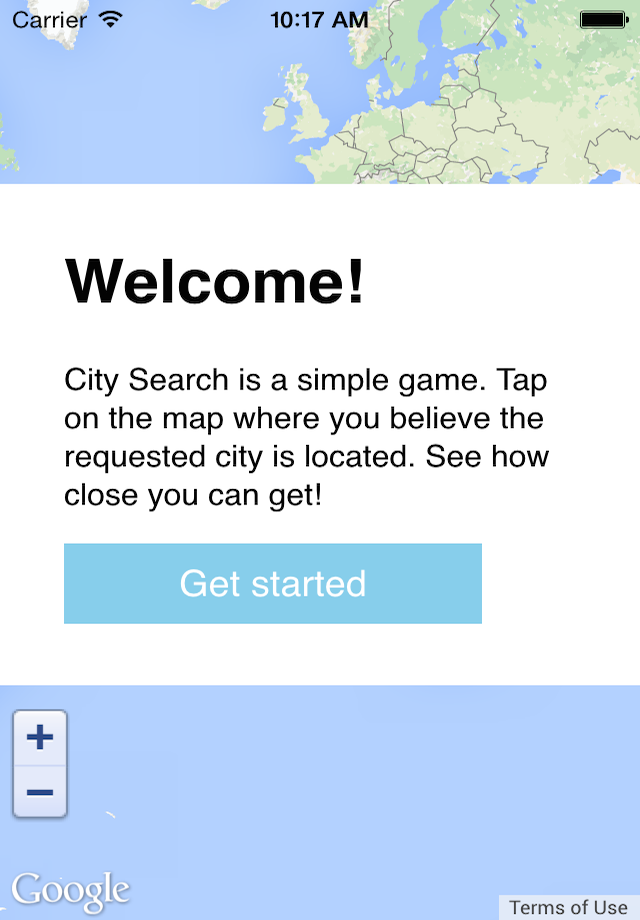 Carrier 10:17 AM
Welcome!
City Search is a simple game. Tap
on the map where you believe the
requested city is located. See how
close you can get!
Get started
+
−
Google
Terms of Use